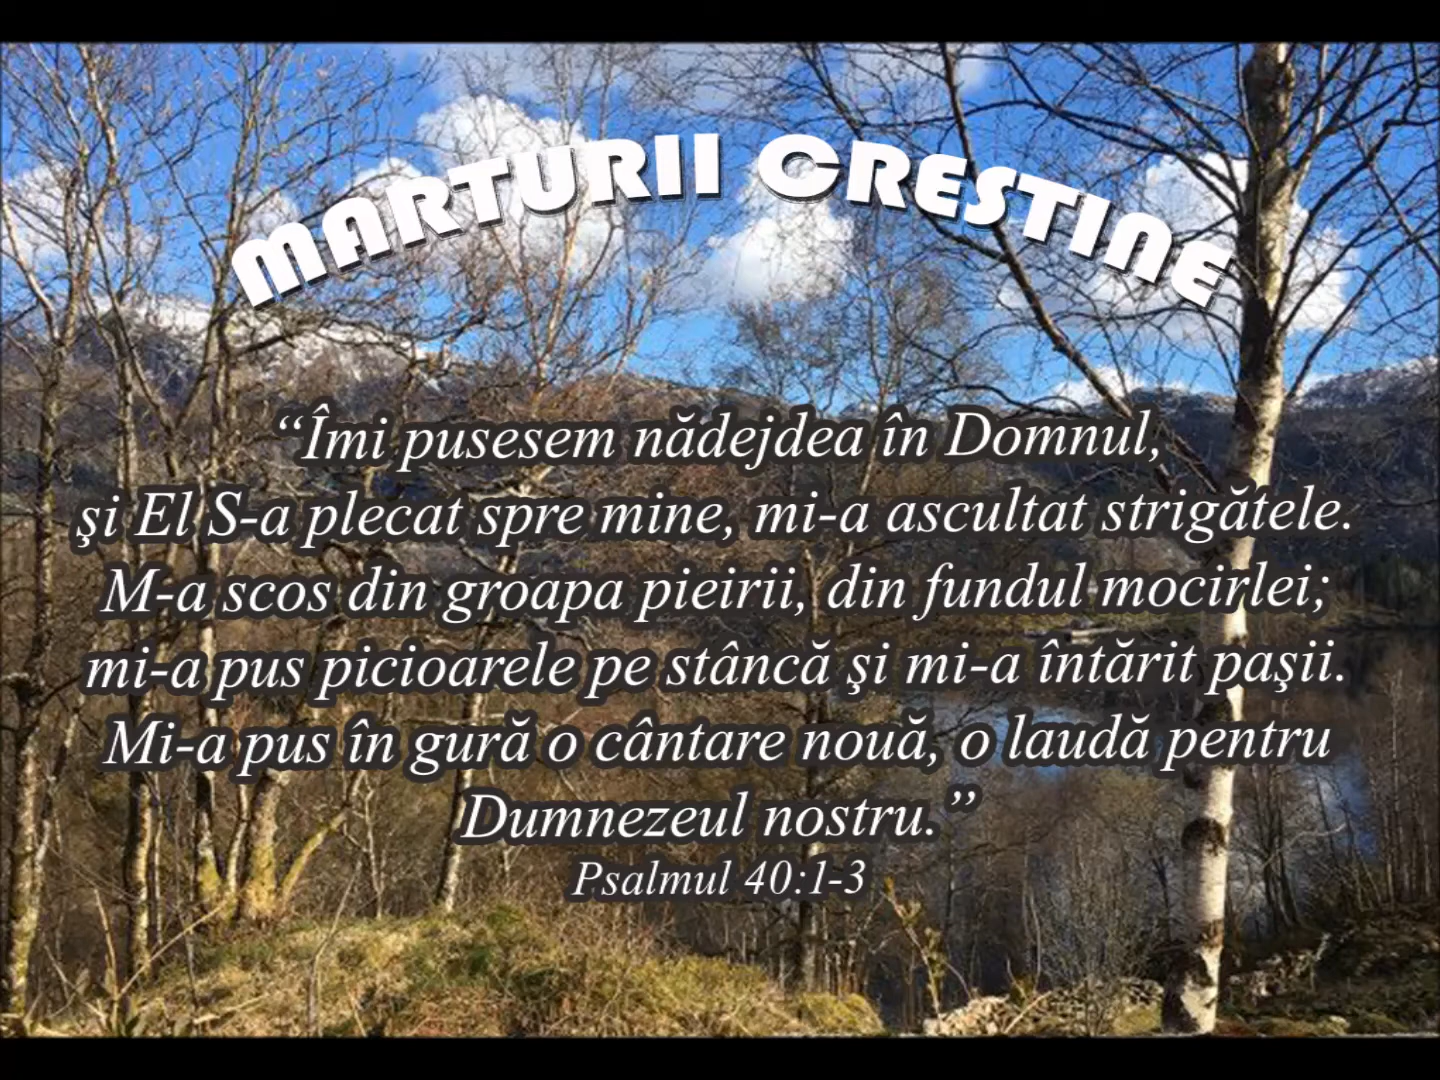 MARTURII CRESTINE
“Îmi pusesem nădejdea în Domnul,
şi El S-a plecat spre mine, mi-a ascultat strigătele.
M-a scos din groapa pieirii, din fundul mocirlei;
mi-a pus picioarele pe stâncă şi mi-a întărit paşii.
Mi-a pus în gură o cântare nouă, o laudă pentru
Dumnezeul nostru.”
Psalmul 40:1-3